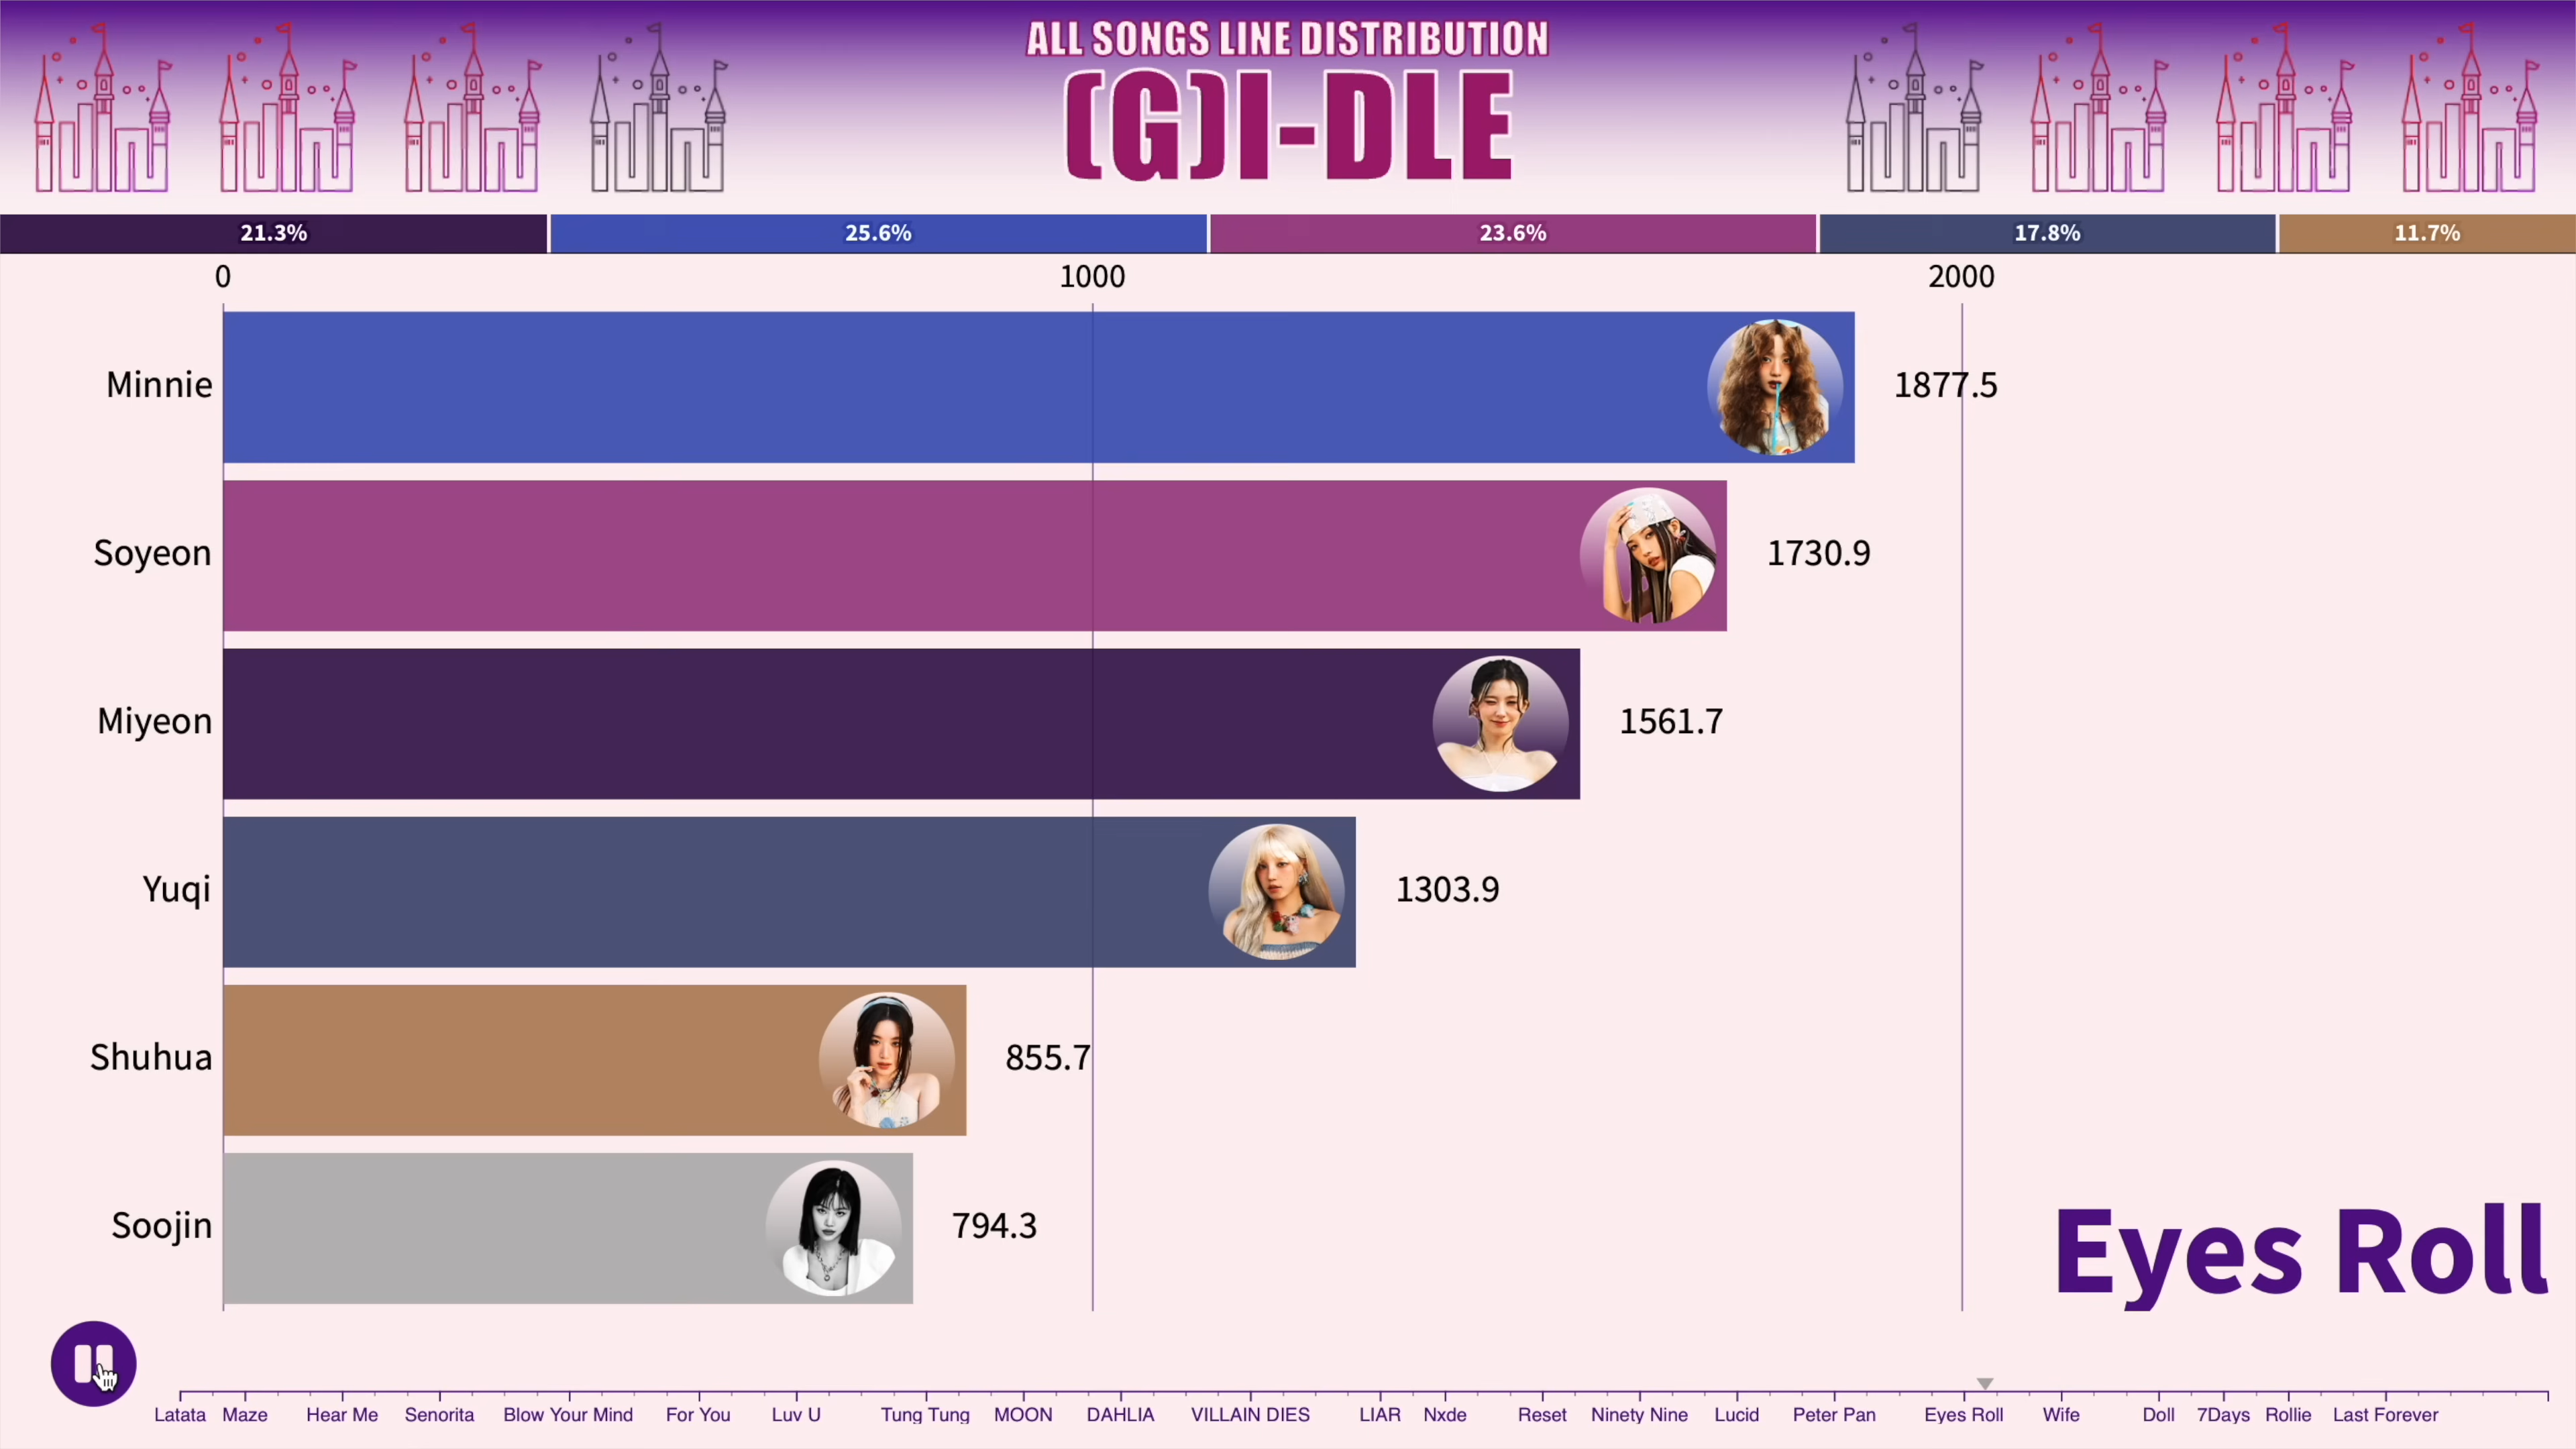 ALL SONGS LINE DISTRIBUTION
(G)I-DLE
21.3% 25.6% 23.6% 17.8% 11.7%
0 1000 2000
Minnie 1877.5
Soyeon 1730.9
Miyeon 1561.7
Yuqi 1303.9
Shuhua 855.7
Soojin 794.3
Eyes Roll
Latata Maze Hear Me Senorita Blow Your Mind For You Luv U Tung Tung MOON DAHLIA VILLAIN DIES LIAR Nxde Reset Ninety Nine Lucid Peter Pan Eyes Roll Wife Doll 7Days Rollie Last Forever